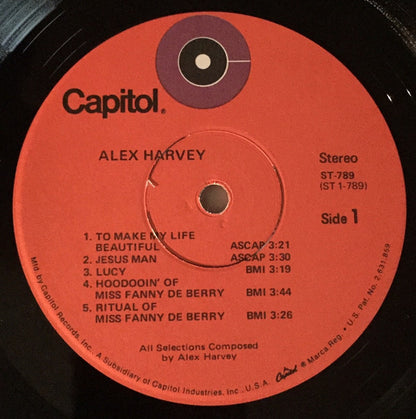 Capitol®
ALEX HARVEY
Stereo
ST-789
(ST 1-789)
Side 1
1. TO MAKE MY LIFE
BEAUTIFUL ASCAP 3:21
2. JESUS MAN ASCAP 3:30
3. LUCY BMI 3:19
4. HOODOOIN' OF
MISS FANNY DE BERRY BMI 3:44
5. RITUAL OF
MISS FANNY DE BERRY BMI 3:26
All Selections Composed
by Alex Harvey
Mfd. by Capitol Records, Inc., A Subsidiary of Capitol Industries, Inc., U.S.A. Capitol ® Marca Reg. • U.S. Pat. No. 2,631,859